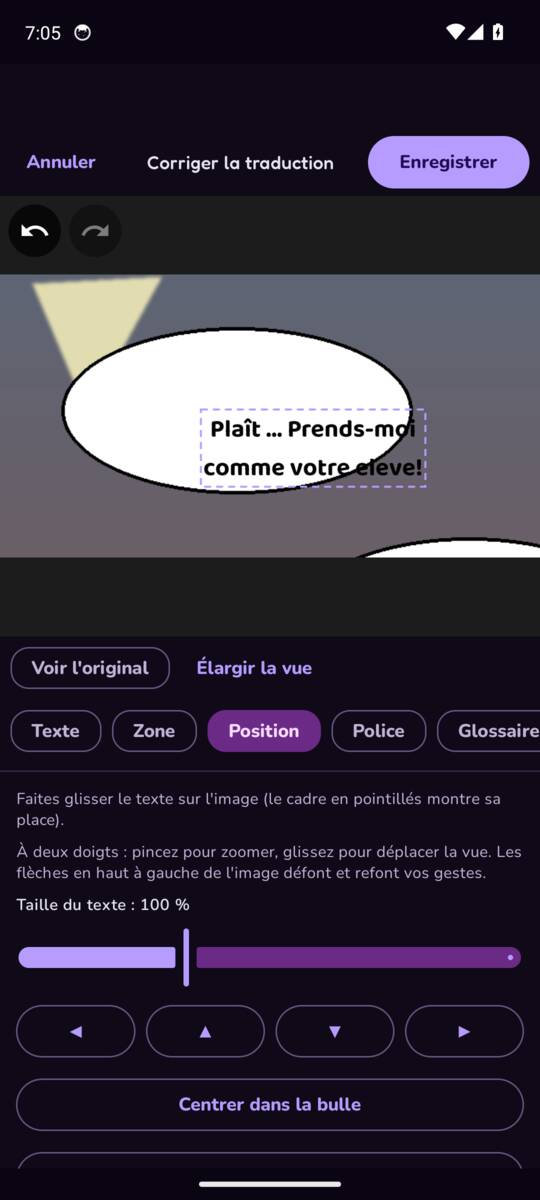 7:05
Annuler
Corriger la traduction
Enregistrer
Plaît ... Prends-moi
comme votre eleve!
Voir l'original
Élargir la vue
Texte
Zone
Position
Police
Glossaire
Faites glisser le texte sur l'image (le cadre en pointillés montre sa
place).
À deux doigts : pincez pour zoomer, glissez pour déplacer la vue. Les
flèches en haut à gauche de l'image défont et refont vos gestes.
Taille du texte : 100 %
Centrer dans la bulle